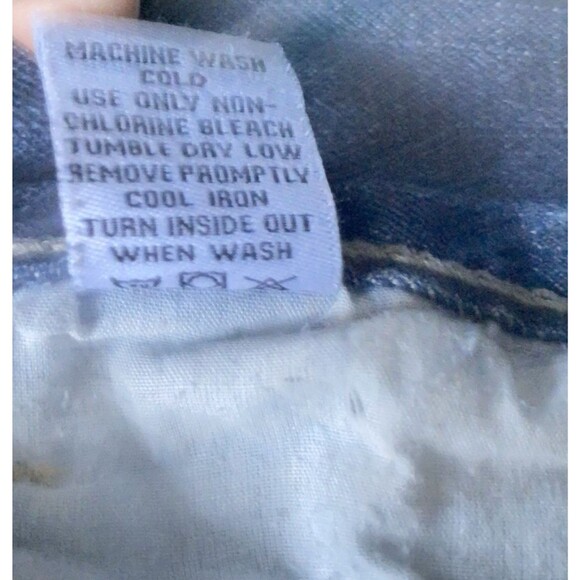 MACHINE WASH
COLD
USE ONLY NON-
CHLORINE BLEACH
TUMBLE DRY LOW
REMOVE PROMPTLY
COOL IRON
TURN INSIDE OUT
WHEN WASH